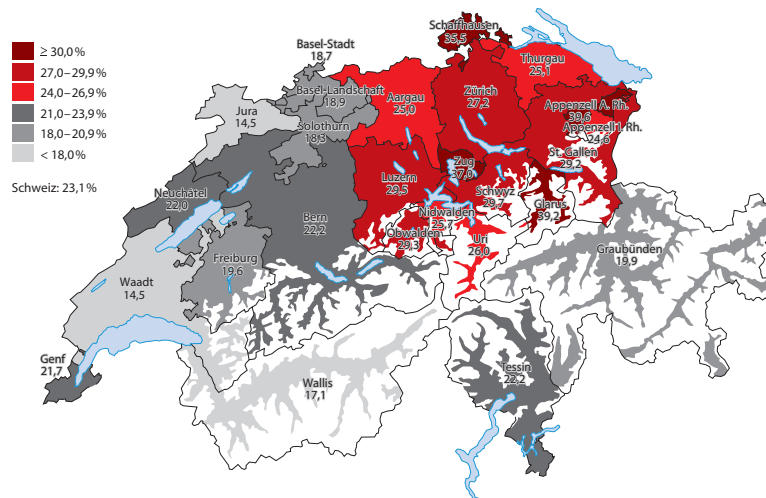 ≥ 30,0%
27,0–29,9%
24,0–26,9%
21,0–23,9%
18,0–20,9%
< 18,0%
Schweiz: 23,1%
Schaffhausen
35,5
Basel-Stadt
18,7
Thurgau
25,1
Basel-Landschaft
18,9
Aargau
25,0
Zürich
27,2
Jura
14,5
Appenzell A. Rh.
39,6
Solothurn
18,3
Appenzell I. Rh.
24,6
St. Gallen
29,2
Zug
37,0
Luzern
29,5
Schwyz
29,7
Neuchâtel
22,0
Glarus
39,2
Nidwalden
25,7
Bern
22,2
Obwalden
29,3
Uri
26,0
Graubünden
19,9
Freiburg
19,6
Waadt
14,5
Genf
21,7
Tessin
22,2
Wallis
17,1